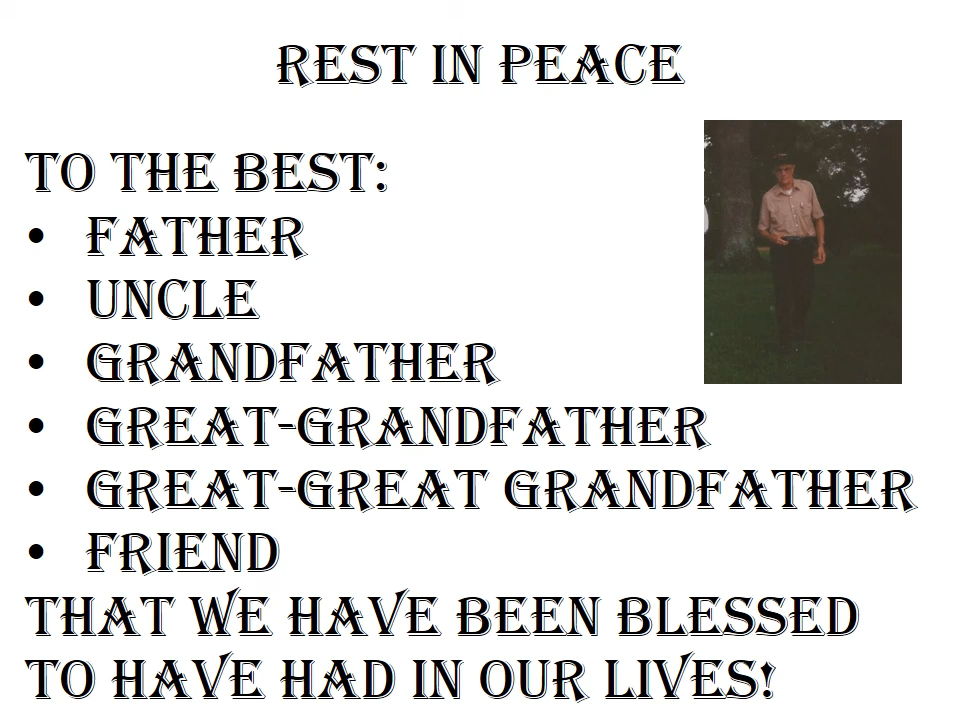 REST IN PEACE
TO THE BEST:
• FATHER
• UNCLE
• GRANDFATHER
• GREAT-GRANDFATHER
• GREAT-GREAT GRANDFATHER
• FRIEND
THAT WE HAVE BEEN BLESSED
TO HAVE HAD IN OUR LIVES!